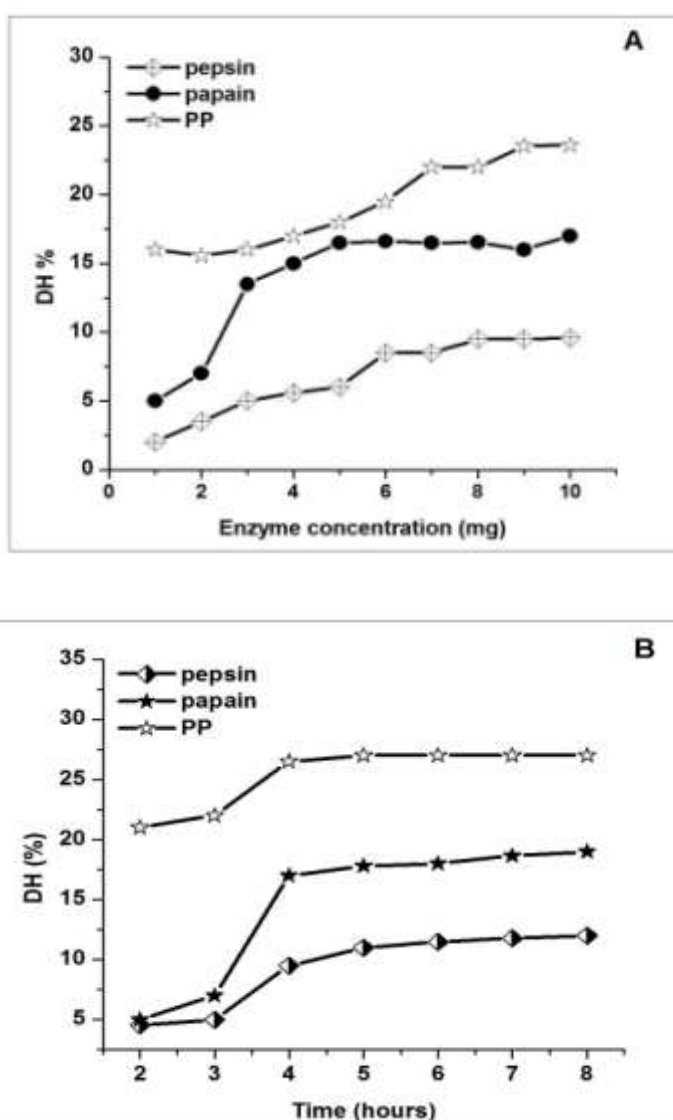 A
30
pepsin
papain
PP
25
20
15
10
5
0
DH %
0 2 4 6 8 10
Enzyme concentration (mg)
B
35
pepsin
papain
PP
30
25
20
15
10
5
DH (%)
2 3 4 5 6 7 8
Time (hours)